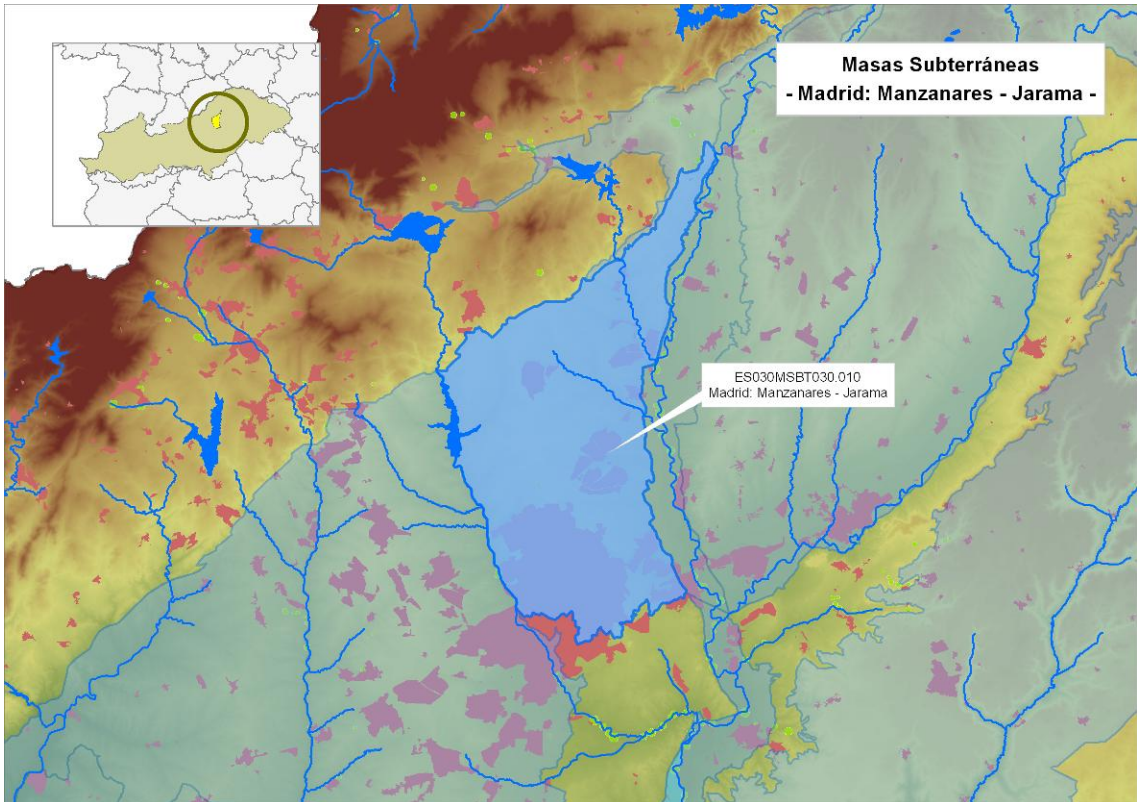 Masas Subterráneas
- Madrid: Manzanares - Jarama -
ES030MSBT030.010
Madrid: Manzanares - Jarama